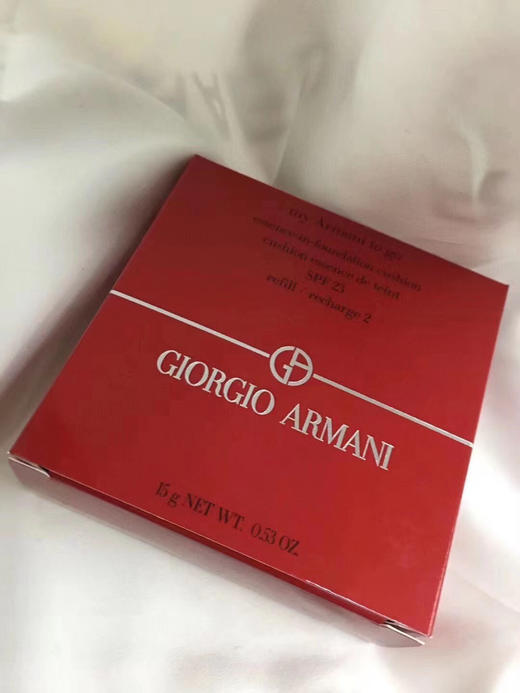 my Armani to go
essence-in-foundation cushion
cushion essence de teint
SPF 23
refill / recharge 2
GA
GIORGIO ARMANI
15 g NET WT. 0.53 OZ.